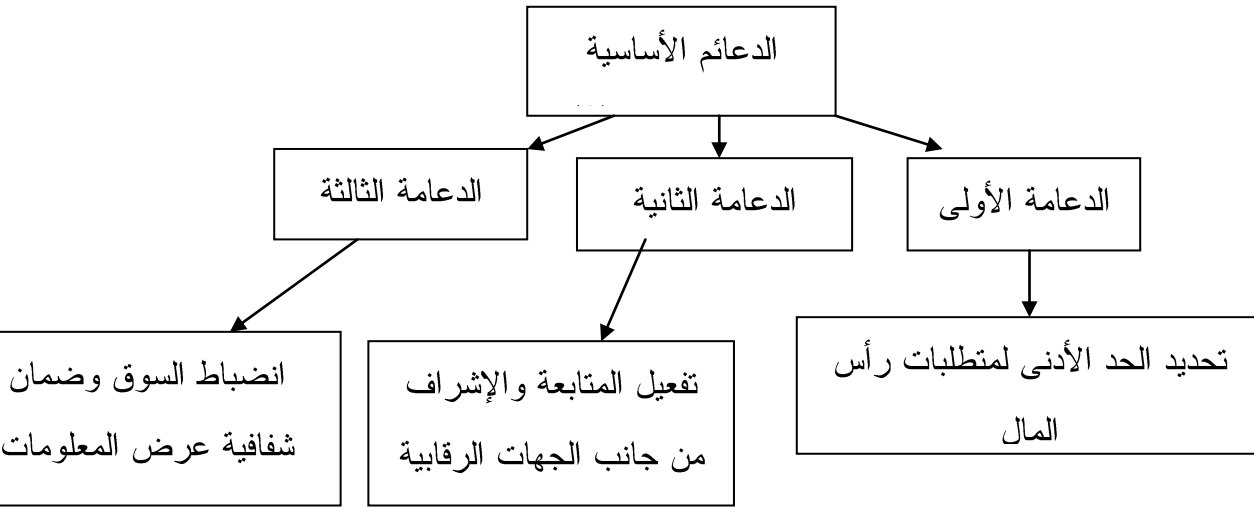 الدعائم الأساسية
الدعامة الأولى
الدعامة الثانية
الدعامة الثالثة
تحديد الحد الأدنى لمتطلبات رأس
المال
تفعيل المتابعة والإشراف
من جانب الجهات الرقابية
انضباط السوق وضمان
شفافية عرض المعلومات